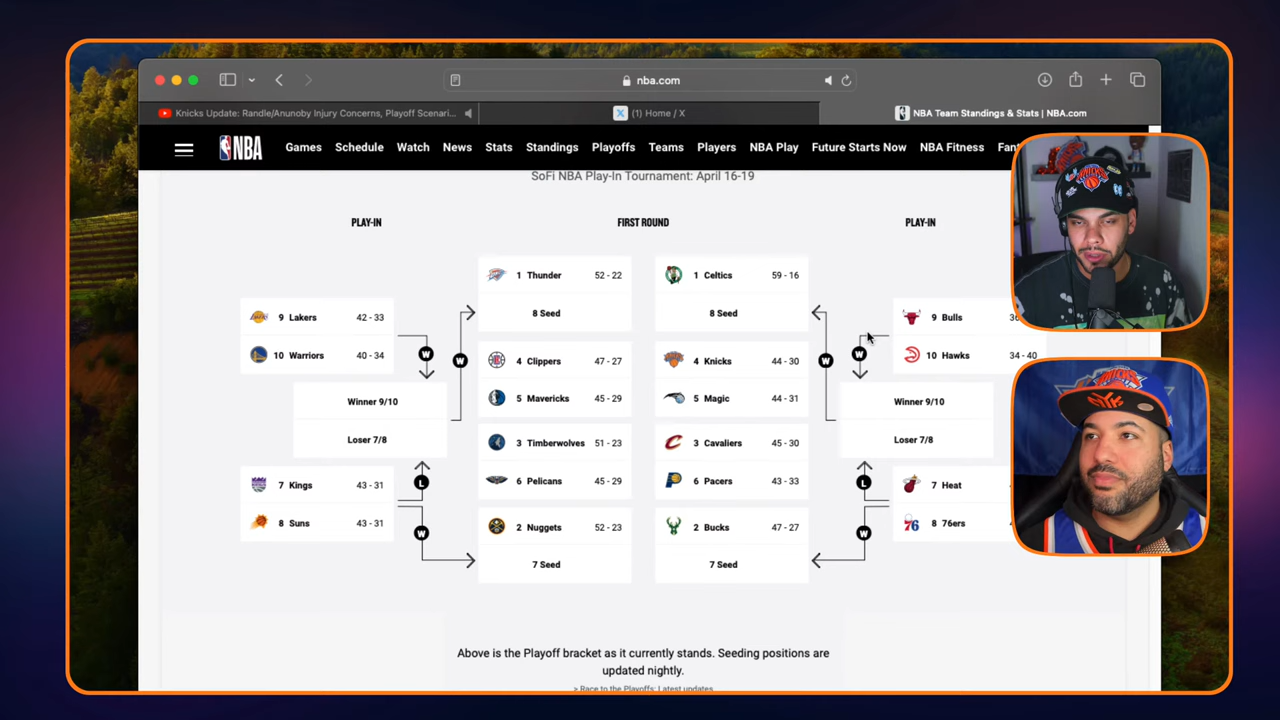 nba.com
Knicks Update: Randle/Anunoby Injury Concerns, Playoff Scenari...
(1) Home / X
NBA Team Standings & Stats | NBA.com
NBA
Games Schedule Watch News Stats Standings Playoffs Teams Players NBA Play Future Starts Now NBA Fitness
SoFi NBA Play-In Tournament: April 16-19
PLAY-IN
FIRST ROUND
PLAY-IN
9 Lakers 42 - 33
10 Warriors 40 - 34
W
W
Winner 9/10
Loser 7/8
7 Kings 43 - 31
8 Suns 43 - 31
L
W
1 Thunder 52 - 22
8 Seed
4 Clippers 47 - 27
5 Mavericks 45 - 29
3 Timberwolves 51 - 23
6 Pelicans 45 - 29
2 Nuggets 52 - 23
7 Seed
1 Celtics 59 - 16
8 Seed
4 Knicks 44 - 30
5 Magic 44 - 31
3 Cavaliers 45 - 30
6 Pacers 43 - 33
2 Bucks 47 - 27
7 Seed
9 Bulls
10 Hawks 34 - 40
W
W
Winner 9/10
Loser 7/8
7 Heat
8 76ers
L
W
Above is the Playoff bracket as it currently stands. Seeding positions are
updated nightly.
> Race to the Playoffs: Latest updates